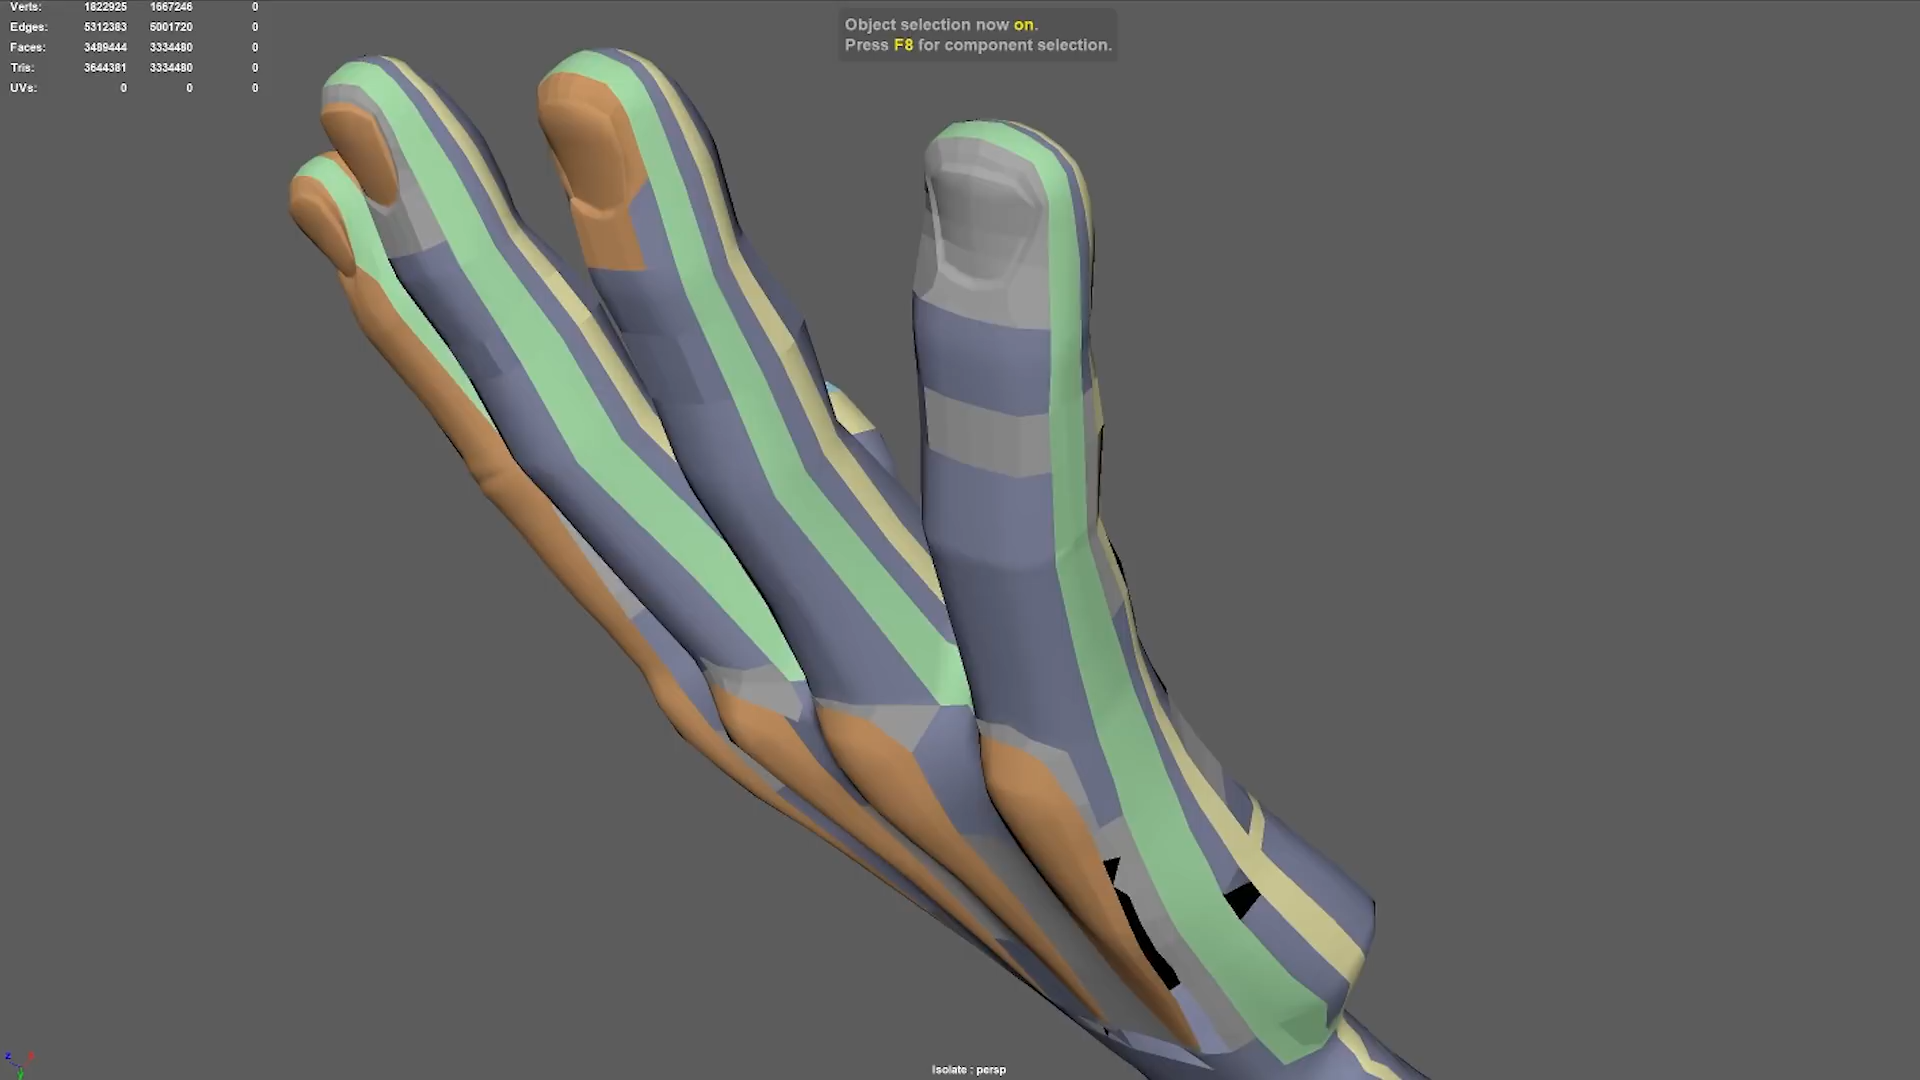 Verts: 1822925 1667246 0
Edges: 5312383 5001720 0
Faces: 3489444 3334480 0
Tris: 3644381 3334480 0
UVs: 0 0 0
Object selection now on.
Press F8 for component selection.
z
y
Isolate : persp